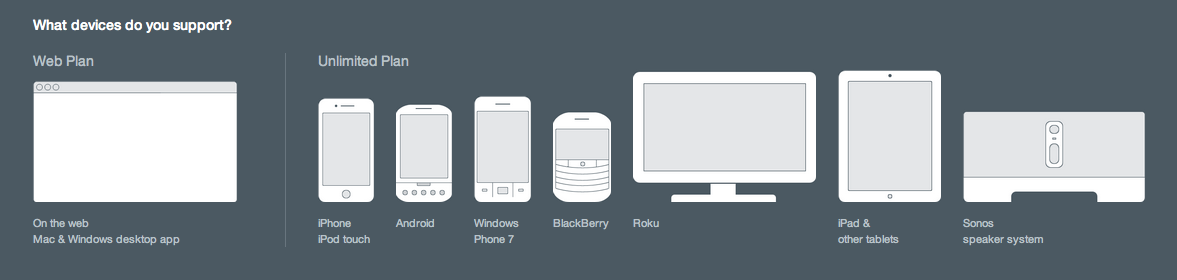 What devices do you support?
Web Plan
On the web
Mac & Windows desktop app
Unlimited Plan
iPhone
iPod touch
Android
Windows
Phone 7
BlackBerry
Roku
iPad &
other tablets
Sonos
speaker system